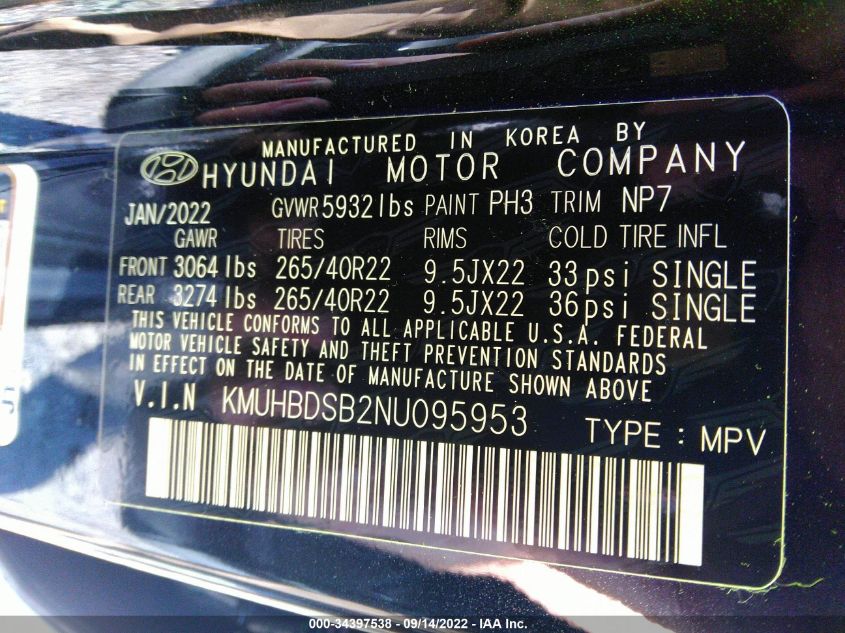 MANUFACTURED IN KOREA BY
HYUNDAI MOTOR COMPANY
JAN/2022 GVWR 5932 lbs PAINT PH3 TRIM NP7
GAWR TIRES RIMS COLD TIRE INFL
FRONT 3064 lbs 265/40R22 9.5JX22 33psi SINGLE
REAR 3274 lbs 265/40R22 9.5JX22 36psi SINGLE
THIS VEHICLE CONFORMS TO ALL APPLICABLE U.S.A. FEDERAL
MOTOR VEHICLE SAFETY AND THEFT PREVENTION STANDARDS
IN EFFECT ON THE DATE OF MANUFACTURE SHOWN ABOVE
V.I.N KMUHBDSB2NU095953 TYPE : MPV
000-34397538 - 09/14/2022 - IAA Inc.